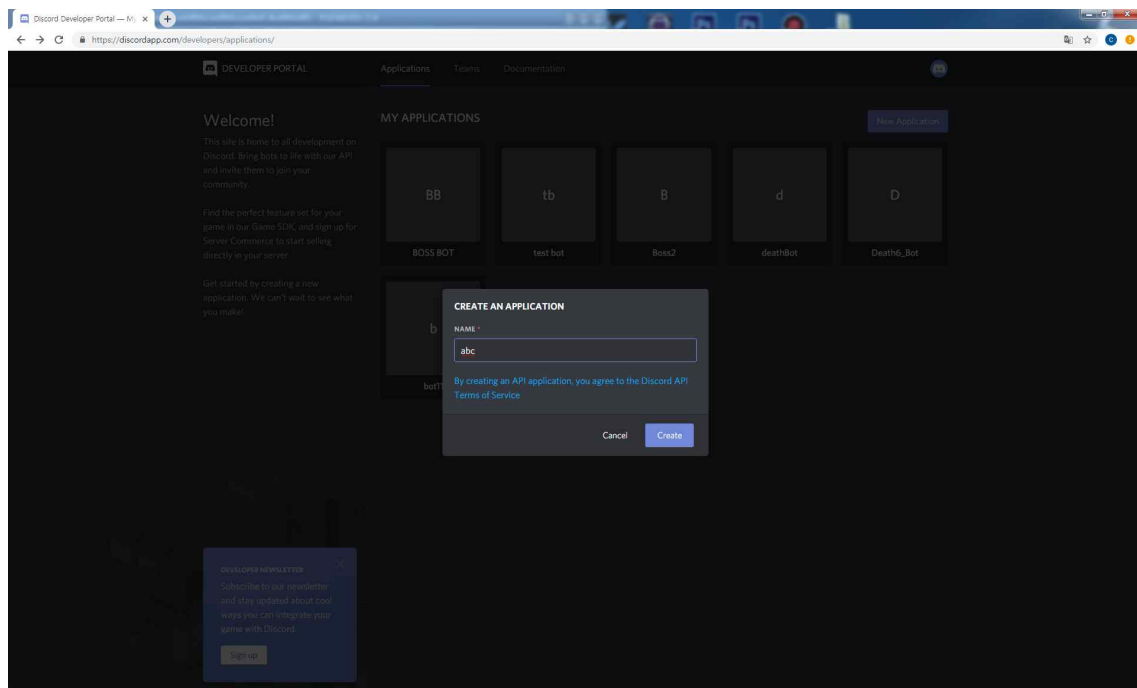 Discord Developer Portal — M
https://discordapp.com/developers/applications/
DEVELOPER PORTAL
Applications
Teams
Documentation
Welcome!
This site is home to all development on
Discord. Bring bots to life with our API
and invite them to join your
community.
Find the perfect feature set for your
game in our Game SDK, and sign up for
Server Commerce to start selling
directly in your server.
Get started by creating a new
application. We can't wait to see what
you make!
MY APPLICATIONS
New Application
BB
tb
B
d
D
BOSS BOT
test bot
Boss2
deathBot
Death6_Bot
b
bot1
CREATE AN APPLICATION
NAME *
abc
By creating an API application, you agree to the Discord API
Terms of Service
Cancel
Create
DEVELOPER NEWSLETTER
Subscribe to our newsletter
and stay updated about cool
ways you can integrate your
game with Discord.
Sign up